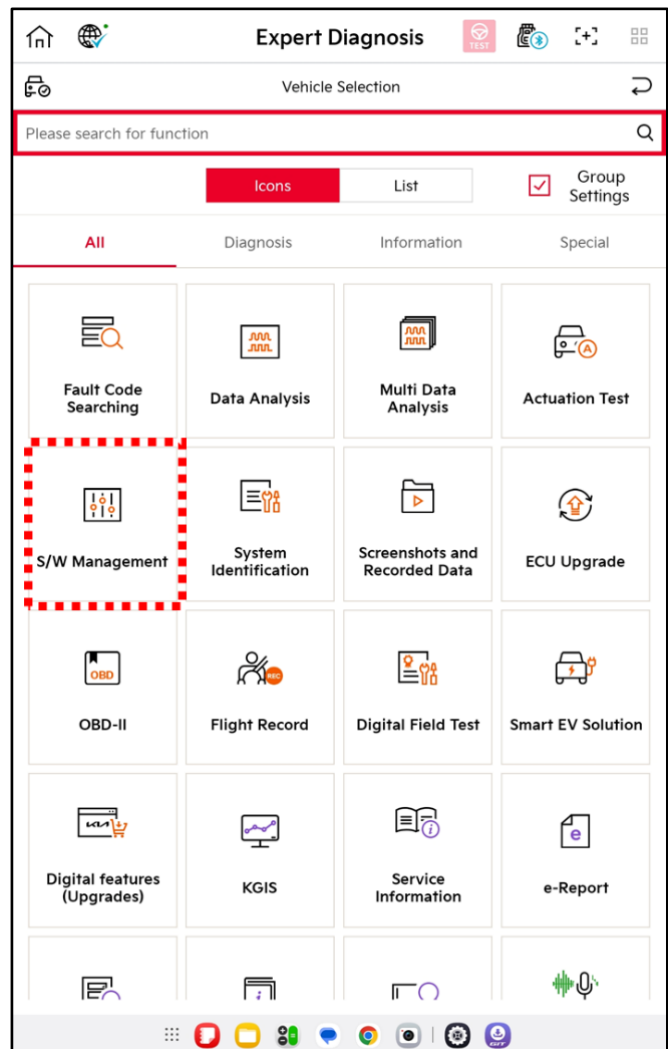 Expert Diagnosis
TEST
Vehicle Selection
Please search for function
Icons
List
Group
Settings
All
Diagnosis
Information
Special
Fault Code
Searching
Data Analysis
Multi Data
Analysis
A
Actuation Test
S/W Management
System
Identification
Screenshots and
Recorded Data
ECU Upgrade
OBD
OBD-II
REC
Flight Record
Digital Field Test
Smart EV Solution
KIA
Digital features
(Upgrades)
KGIS
i
Service
Information
e
e-Report
i
GIT